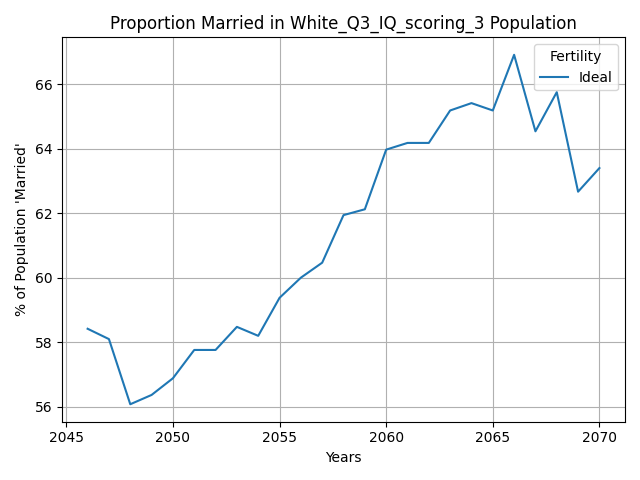 Proportion Married in White_Q3_IQ_scoring_3 Population
Fertility
Ideal
% of Population 'Married'
66
64
62
60
58
56
2045 2050 2055 2060 2065 2070
Years